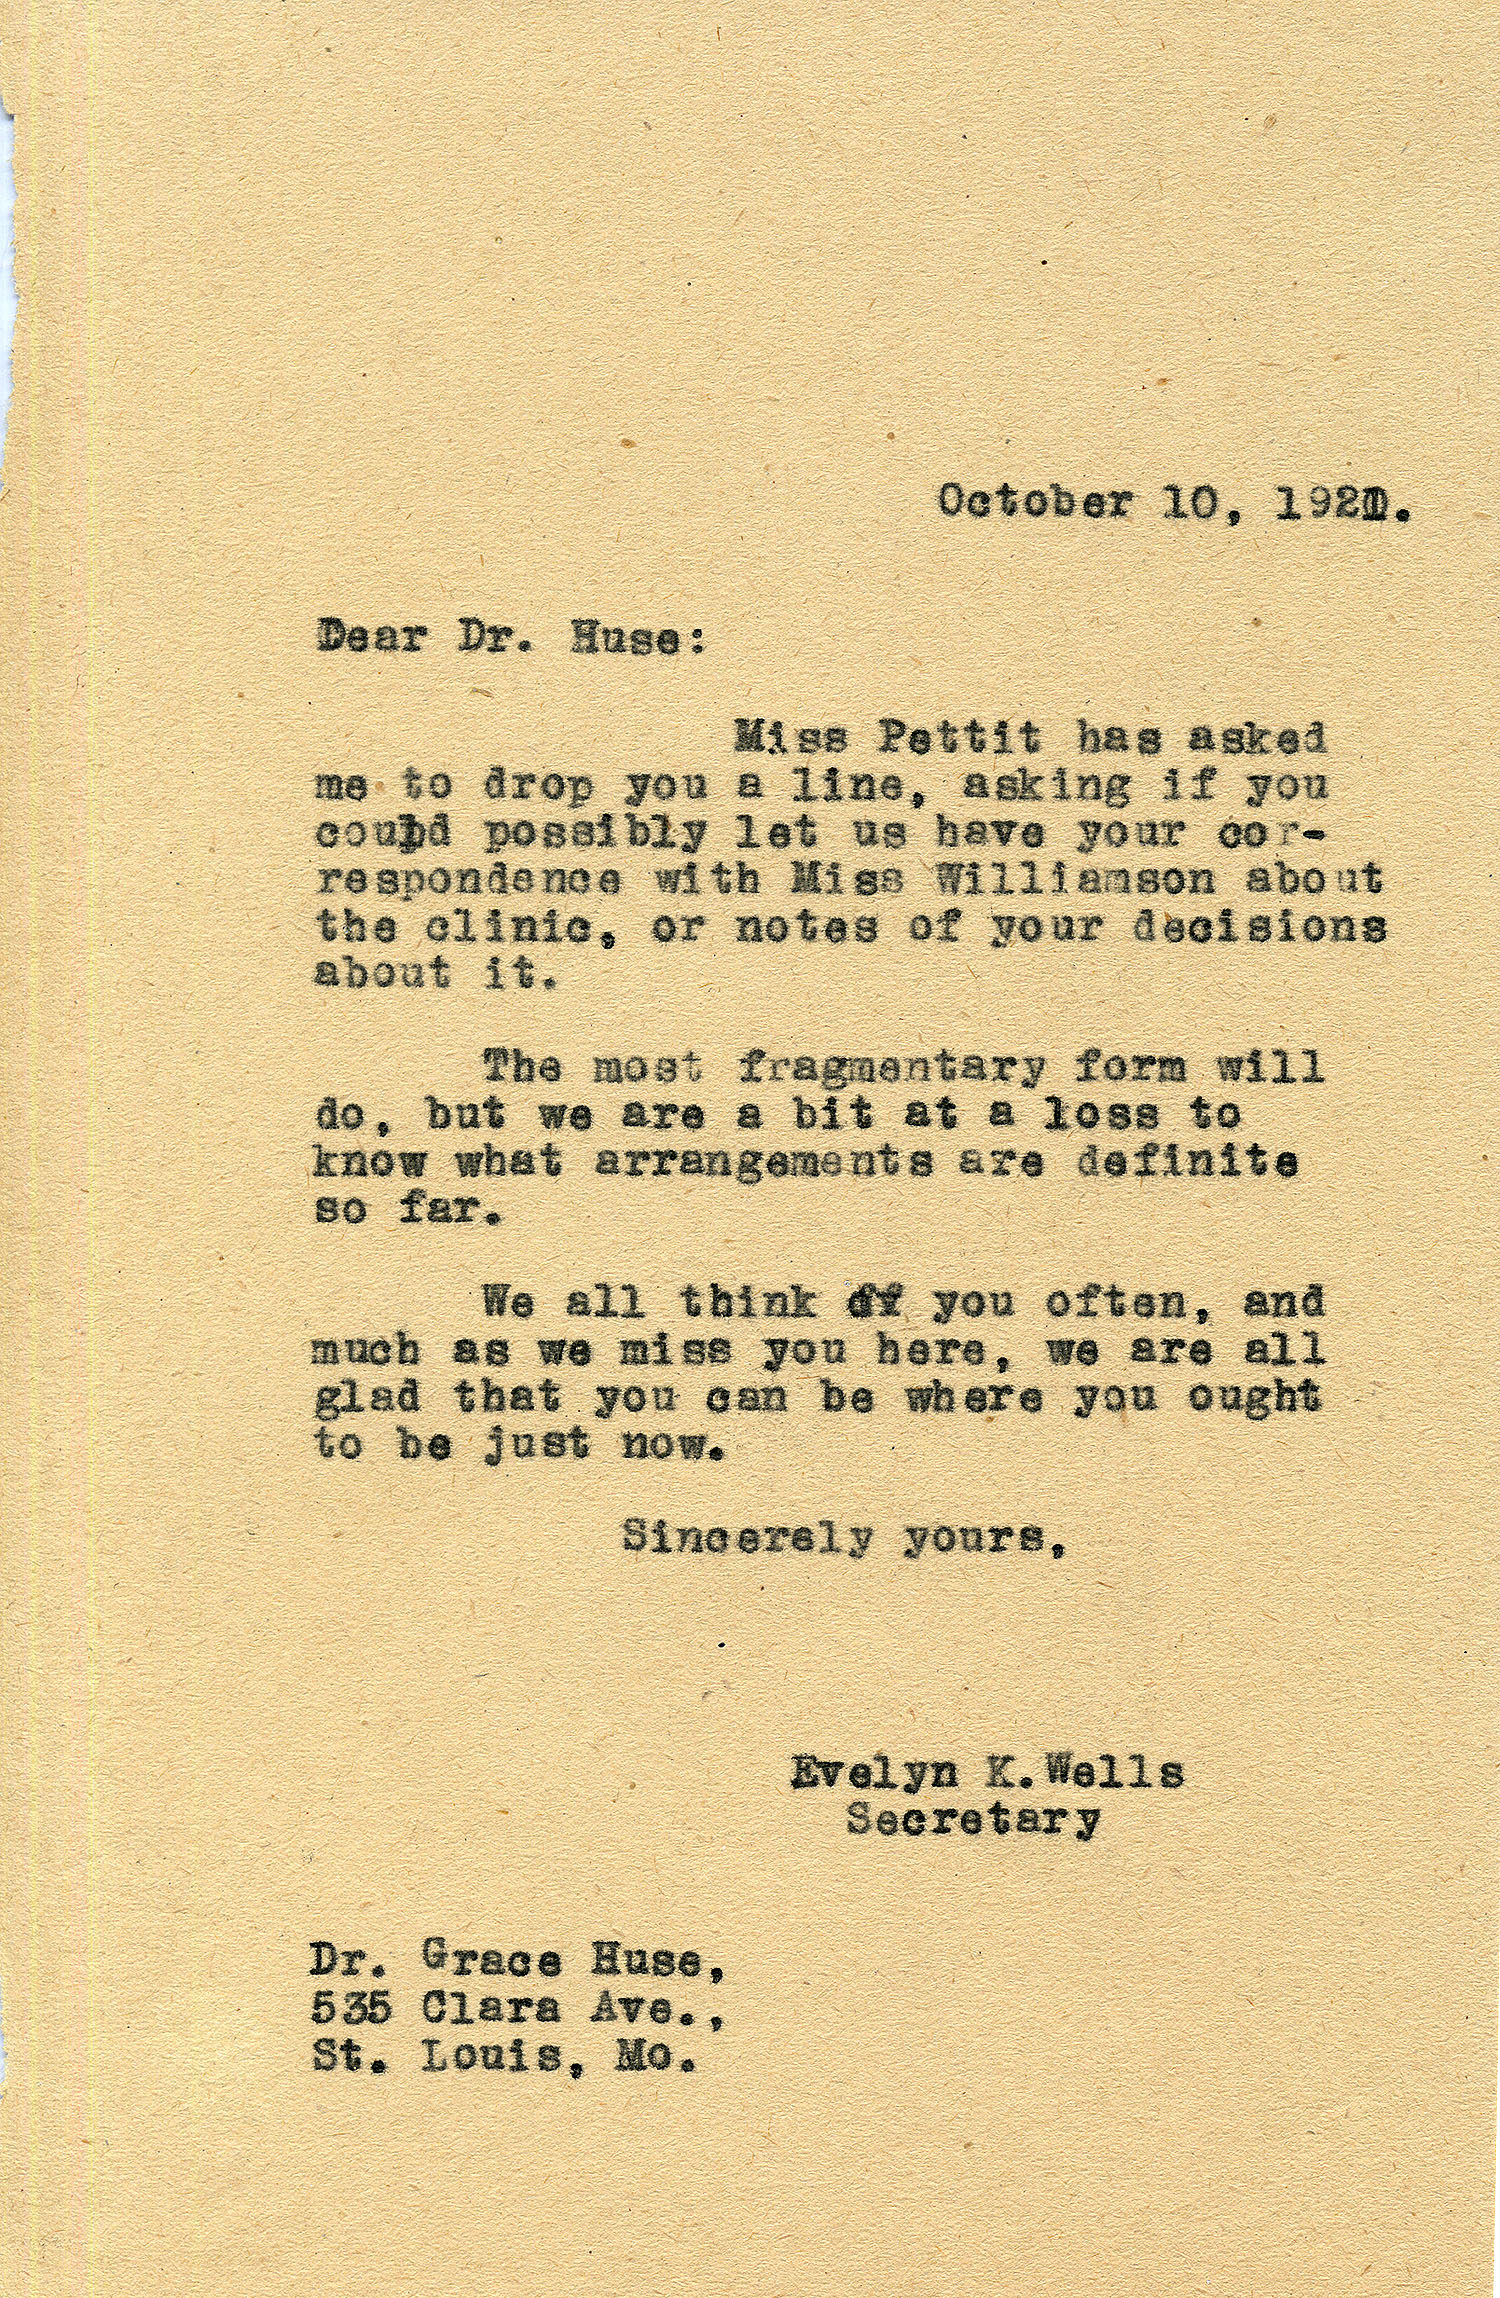 October 10, 1921.
Dear Dr. Huse:
Miss Pettit has asked
me to drop you a line, asking if you
could possibly let us have your cor-
respondence with Miss Williamson about
the clinic, or notes of your decisions
about it.
The most fragmentary form will
do, but we are a bit at a loss to
know what arrangements are definite
so far.
We all think of you often, and
much as we miss you here, we are all
glad that you can be where you ought
to be just now.
Sincerely yours,
Evelyn K. Wells
Secretary
Dr. Grace Huse,
535 Clara Ave.,
St. Louis, Mo.